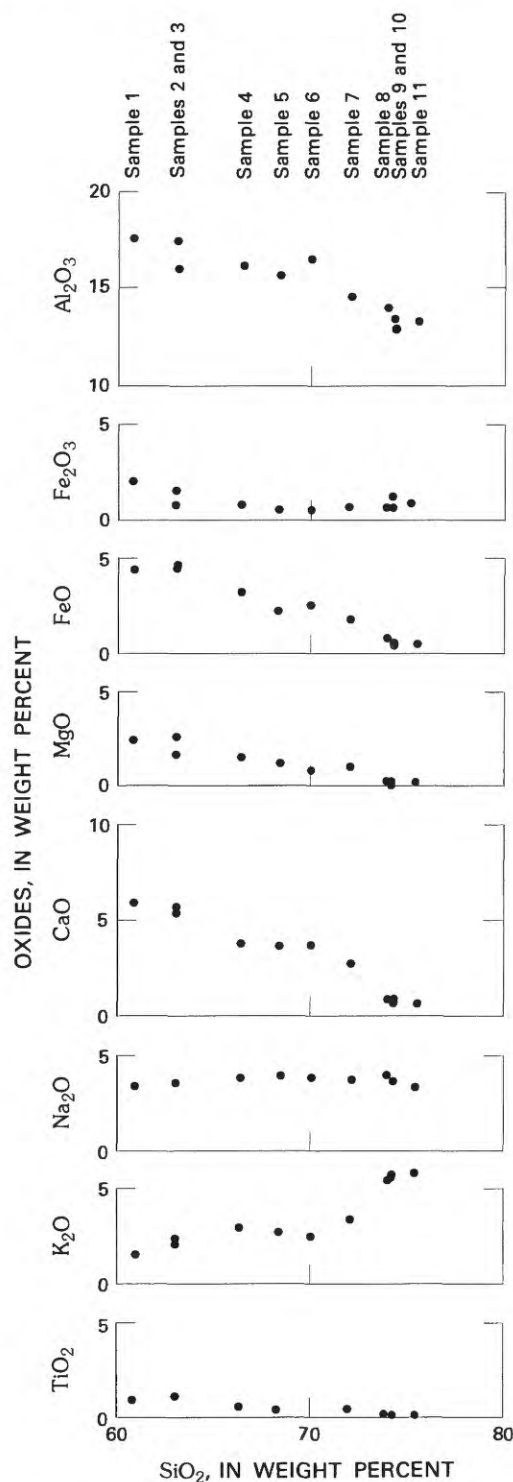 Sample 1
Samples 2 and 3
Sample 4
Sample 5
Sample 6
Sample 7
Sample 8
Samples 9 and 10
Sample 11
OXIDES, IN WEIGHT PERCENT
Al2O3
20
15
10
Fe2O3
5
0
FeO
5
0
MgO
5
0
CaO
10
5
0
Na2O
5
0
K2O
5
0
TiO2
5
0
60
70
80
SiO2, IN WEIGHT PERCENT